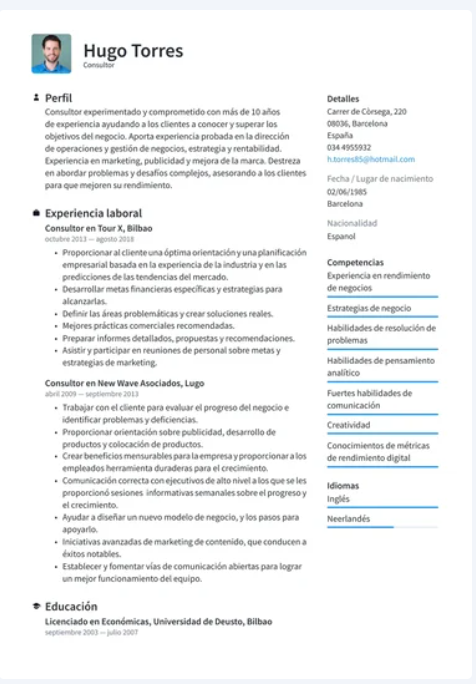 Hugo Torres
Consultor
Perfil
Consultor experimentado y comprometido con más de 10 años
de experiencia ayudando a los clientes a conocer y superar los
objetivos del negocio. Aporta experiencia probada en la dirección
de operaciones y gestión de negocios, estrategia y rentabilidad.
Experiencia en marketing, publicidad y mejora de la marca. Destreza
en abordar problemas y desafíos complejos, asesorando a los clientes
para que mejoren su rendimiento.
Experiencia laboral
Consultor en Tour X, Bilbao
octubre 2013 — agosto 2018
• Proporcionar al cliente una óptima orientación y una planificación
empresarial basada en la experiencia de la industria y en las
predicciones de las tendencias del mercado.
• Desarrollar metas financieras específicas y estrategias para
alcanzarlas.
• Definir las áreas problemáticas y crear soluciones reales.
• Mejores prácticas comerciales recomendadas.
• Preparar informes detallados, propuestas y recomendaciones.
• Asistir y participar en reuniones de personal sobre metas y
estrategias de marketing.
Consultor en New Wave Asociados, Lugo
abril 2009 — septiembre 2013
• Trabajar con el cliente para evaluar el progreso del negocio e
identificar problemas y deficiencias.
• Proporcionar orientación sobre publicidad, desarrollo de
productos y colocación de productos.
• Crear beneficios mensurables para la empresa y proporcionar a los
empleados herramienta duraderas para el crecimiento.
• Comunicación correcta con ejecutivos de alto nivel a los que se les
proporcionó sesiones informativas semanales sobre el progreso y
el crecimiento.
• Ayudar a diseñar un nuevo modelo de negocio, y los pasos para
apoyarlo.
• Iniciativas avanzadas de marketing de contenido, que conducen a
éxitos notables.
• Establecer y fomentar vías de comunicación abiertas para lograr
un mejor funcionamiento del equipo.
Educación
Licenciado en Económicas, Universidad de Deusto, Bilbao
septiembre 2003 — julio 2007
Detalles
Carrer de Còrsega, 220
08036, Barcelona
España
034 4955932
h.torres85@hotmail.com
Fecha / Lugar de nacimiento
02/06/1985
Barcelona
Nacionalidad
Espanol
Competencias
Experiencia en rendimiento
de negocios
Estrategias de negocio
Habilidades de resolución de
problemas
Habilidades de pensamiento
analítico
Fuertes habilidades de
comunicación
Creatividad
Conocimientos de métricas
de rendimiento digital
Idiomas
Inglés
Neerlandés